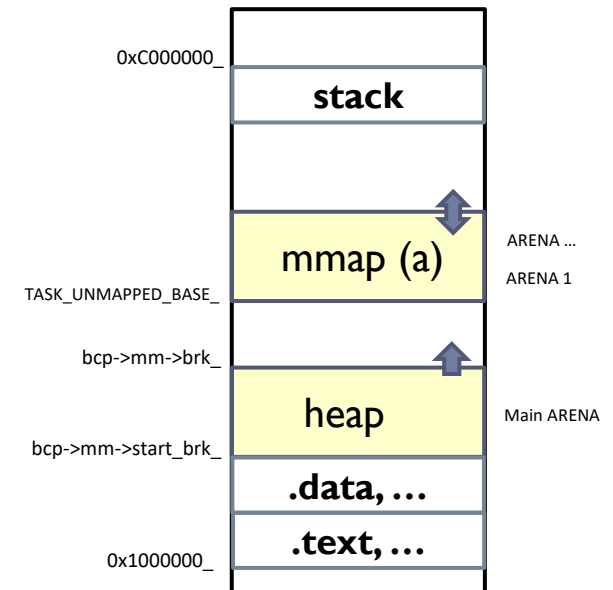 0xC000000_
stack
mmap (a)
ARENA ...
ARENA 1
TASK_UNMAPPED_BASE_
bcp->mm->brk_
heap
Main ARENA
bcp->mm->start_brk_
.data, ...
.text, ...
0x1000000_